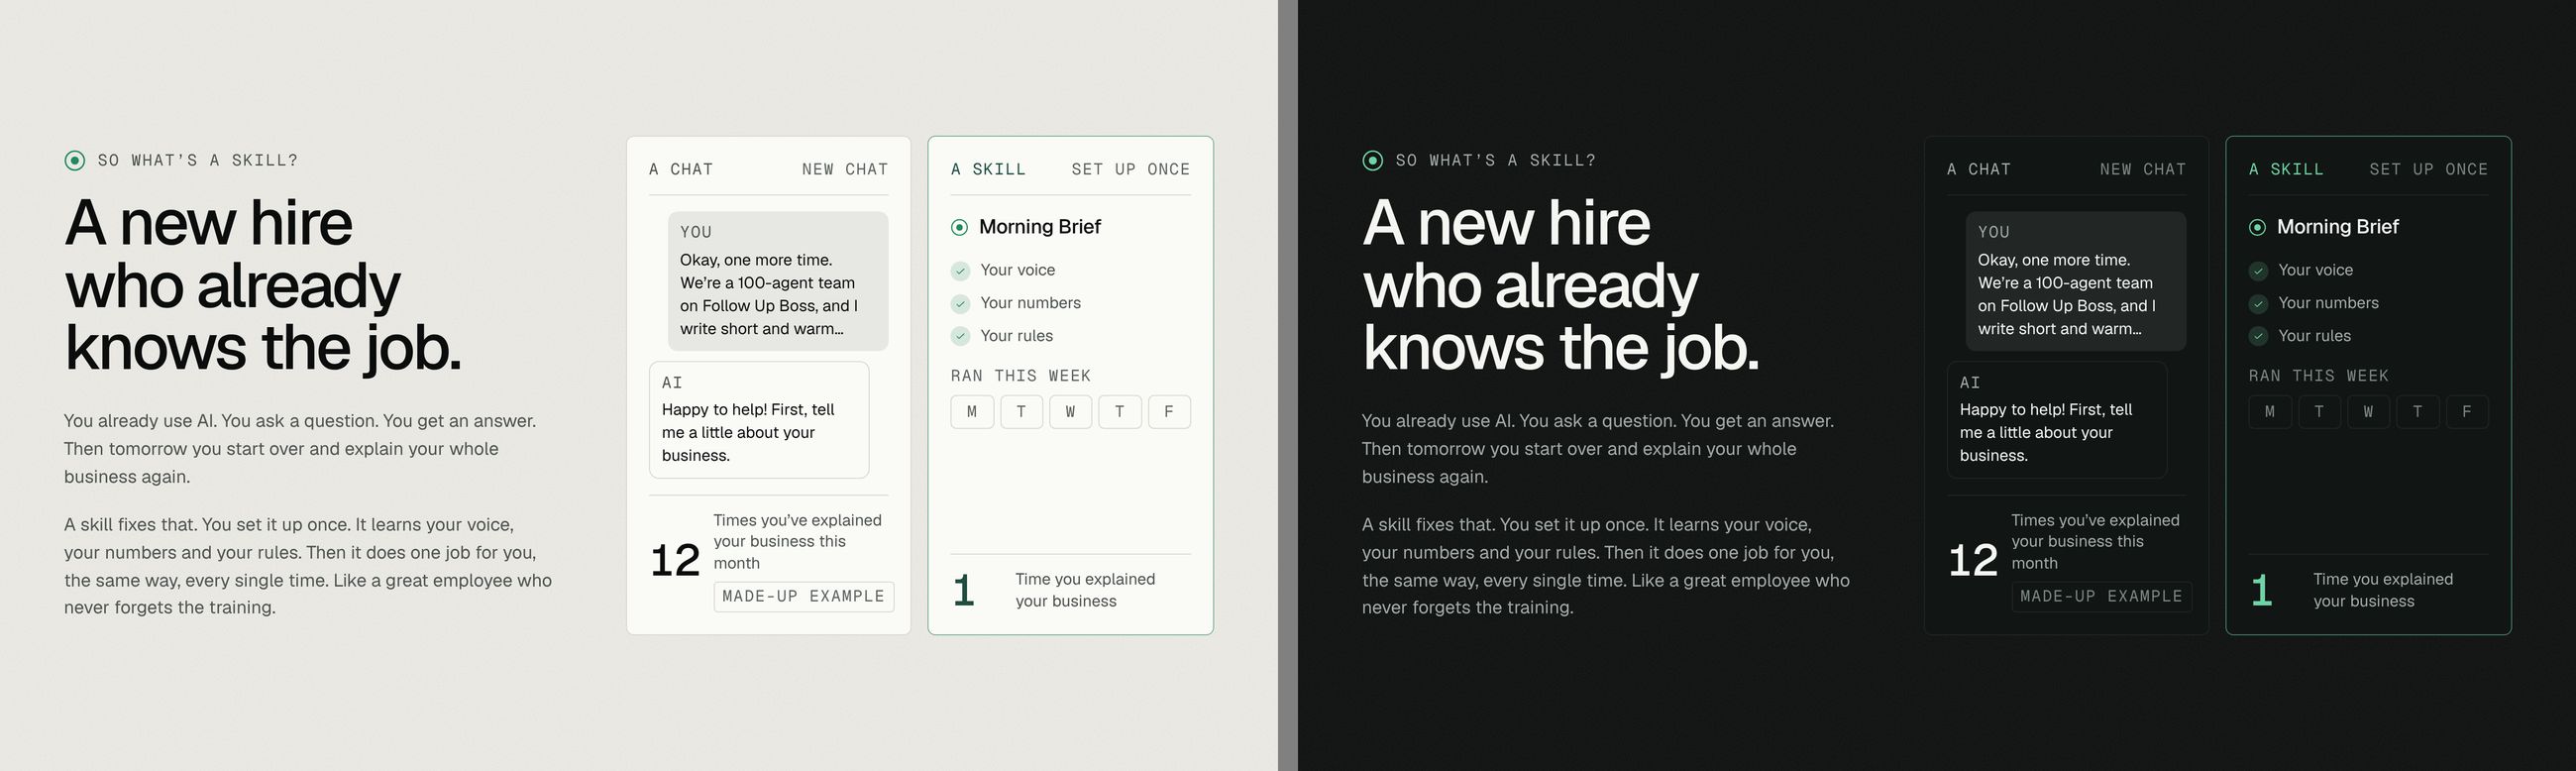 SO WHAT’S A SKILL?
A new hire
who already
knows the job.
You already use AI. You ask a question. You get an answer.
Then tomorrow you start over and explain your whole
business again.
A skill fixes that. You set it up once. It learns your voice,
your numbers and your rules. Then it does one job for you,
the same way, every single time. Like a great employee who
never forgets the training.
A CHAT NEW CHAT
YOU
Okay, one more time.
We’re a 100-agent team
on Follow Up Boss, and I
write short and warm…
AI
Happy to help! First, tell
me a little about your
business.
12
Times you’ve explained
your business this
month
MADE-UP EXAMPLE
A SKILL SET UP ONCE
Morning Brief
Your voice
Your numbers
Your rules
RAN THIS WEEK
M T W T F
1
Time you explained
your business
SO WHAT’S A SKILL?
A new hire
who already
knows the job.
You already use AI. You ask a question. You get an answer.
Then tomorrow you start over and explain your whole
business again.
A skill fixes that. You set it up once. It learns your voice,
your numbers and your rules. Then it does one job for you,
the same way, every single time. Like a great employee who
never forgets the training.
A CHAT NEW CHAT
YOU
Okay, one more time.
We’re a 100-agent team
on Follow Up Boss, and I
write short and warm…
AI
Happy to help! First, tell
me a little about your
business.
12
Times you’ve explained
your business this
month
MADE-UP EXAMPLE
A SKILL SET UP ONCE
Morning Brief
Your voice
Your numbers
Your rules
RAN THIS WEEK
M T W T F
1
Time you explained
your business